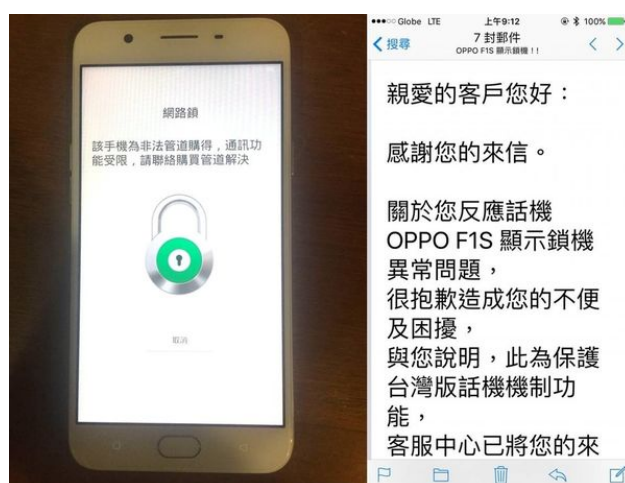 網路鎖
該手機為非法管道購得，通訊功
能受限，請聯絡購買管道解決
取消
Globe LTE 上午9:12 100%
搜尋
7 封郵件
OPPO F1S 顯示鎖機 ! !
親愛的客戶您好：
感謝您的來信。
關於您反應話機
OPPO F1S 顯示鎖機
異常問題，
很抱歉造成您的不便
及困擾，
與您說明，此為保護
台灣版話機機制功
能，
客服中心已將您的來